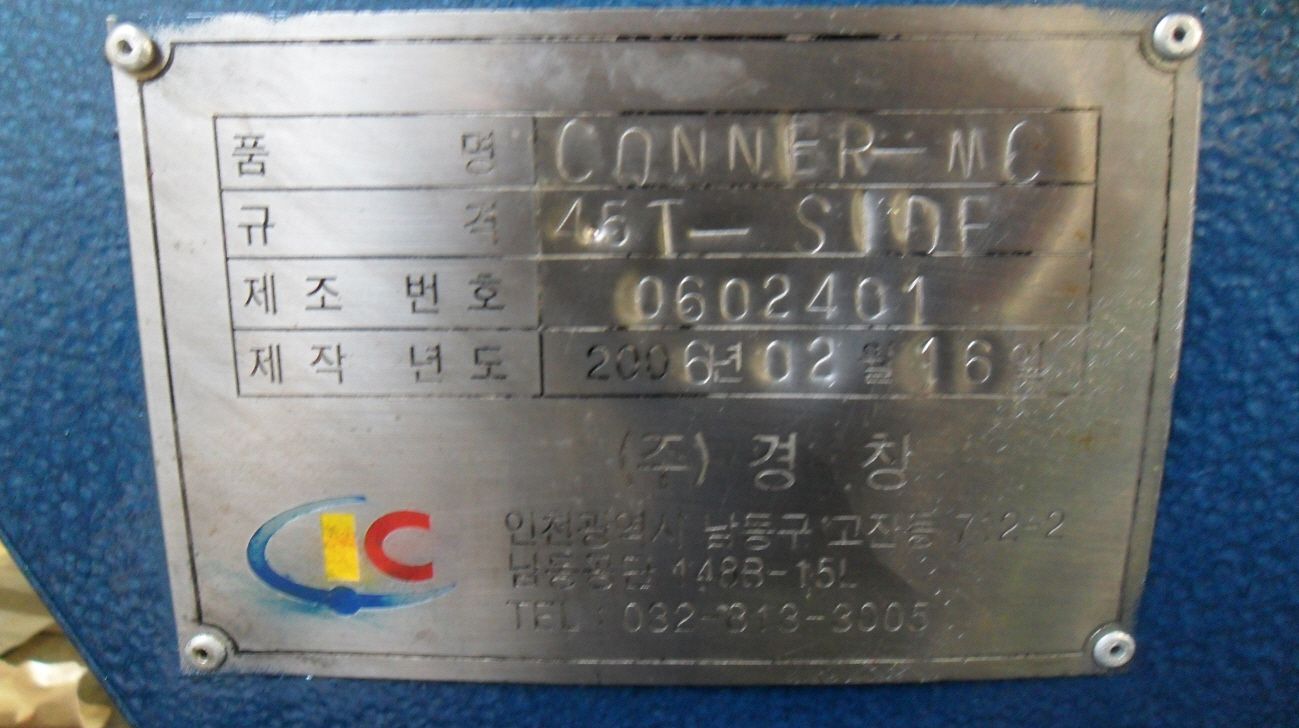 품 명 CONNER-MC
규 격 45T-SIDE
제 조 번 호 0602401
제 작 년 도 2006년 02월 16일
(주) 경 창
인천광역시 남동구 고잔동 712-2
남동공단 148B-15L
TEL : 032-813-3005
IC